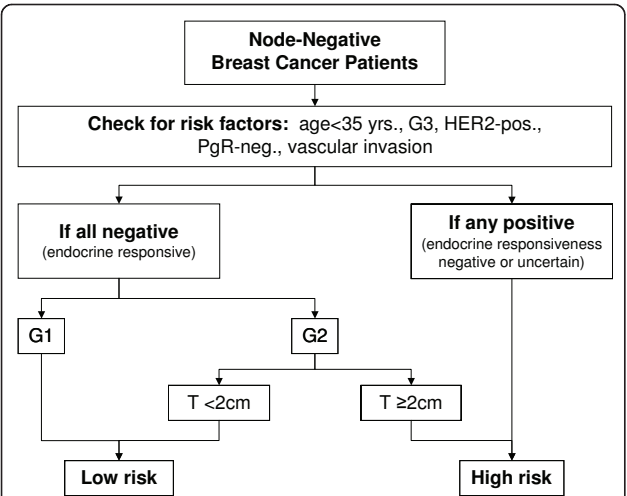 Node-Negative
Breast Cancer Patients
Check for risk factors: age<35 yrs., G3, HER2-pos.,
PgR-neg., vascular invasion
If all negative
(endocrine responsive)
If any positive
(endocrine responsiveness
negative or uncertain)
G1
G2
T <2cm
T ≥2cm
Low risk
High risk